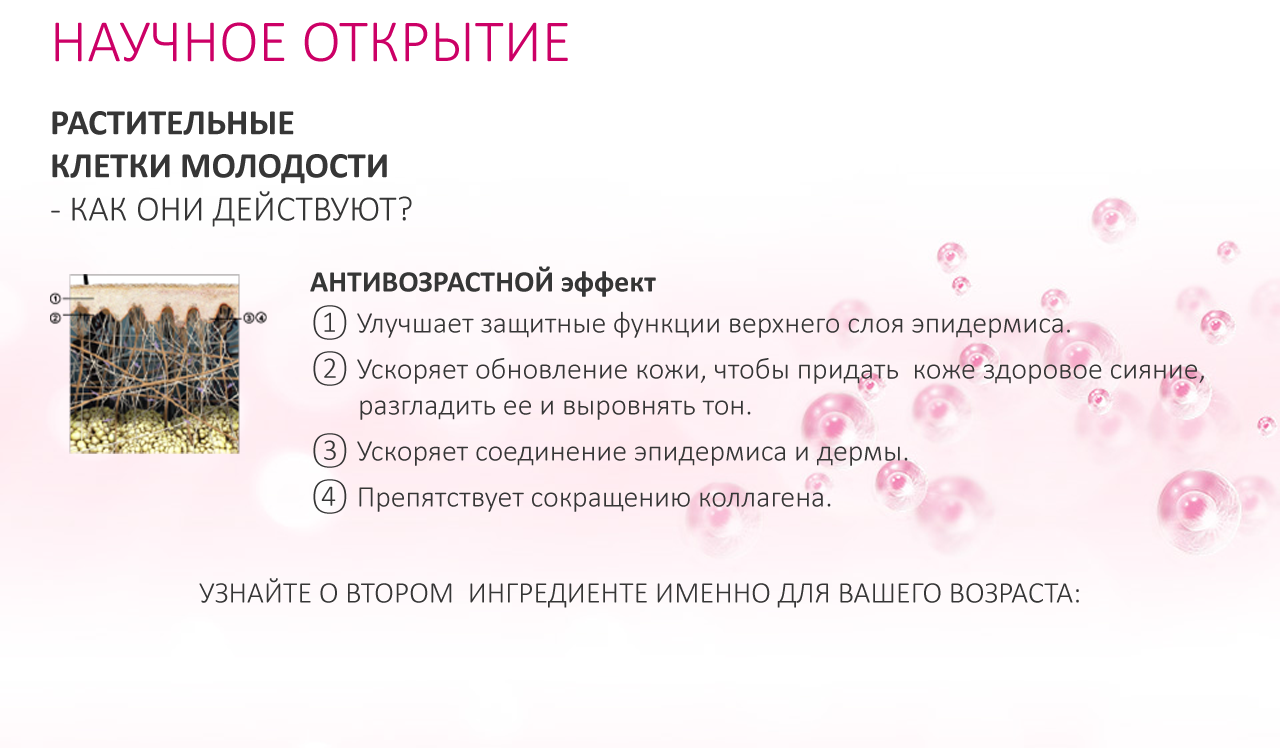 НАУЧНОЕ ОТКРЫТИЕ
РАСТИТЕЛЬНЫЕ
КЛЕТКИ МОЛОДОСТИ
- КАК ОНИ ДЕЙСТВУЮТ?
①
②
③④
АНТИВОЗРАСТНОЙ эффект
① Улучшает защитные функции верхнего слоя эпидермиса.
② Ускоряет обновление кожи, чтобы придать  коже здоровое сияние,
разгладить ее и выровнять тон.
③ Ускоряет соединение эпидермиса и дермы.
④ Препятствует сокращению коллагена.
УЗНАЙТЕ О ВТОРОМ  ИНГРЕДИЕНТЕ ИМЕННО ДЛЯ ВАШЕГО ВОЗРАСТА: